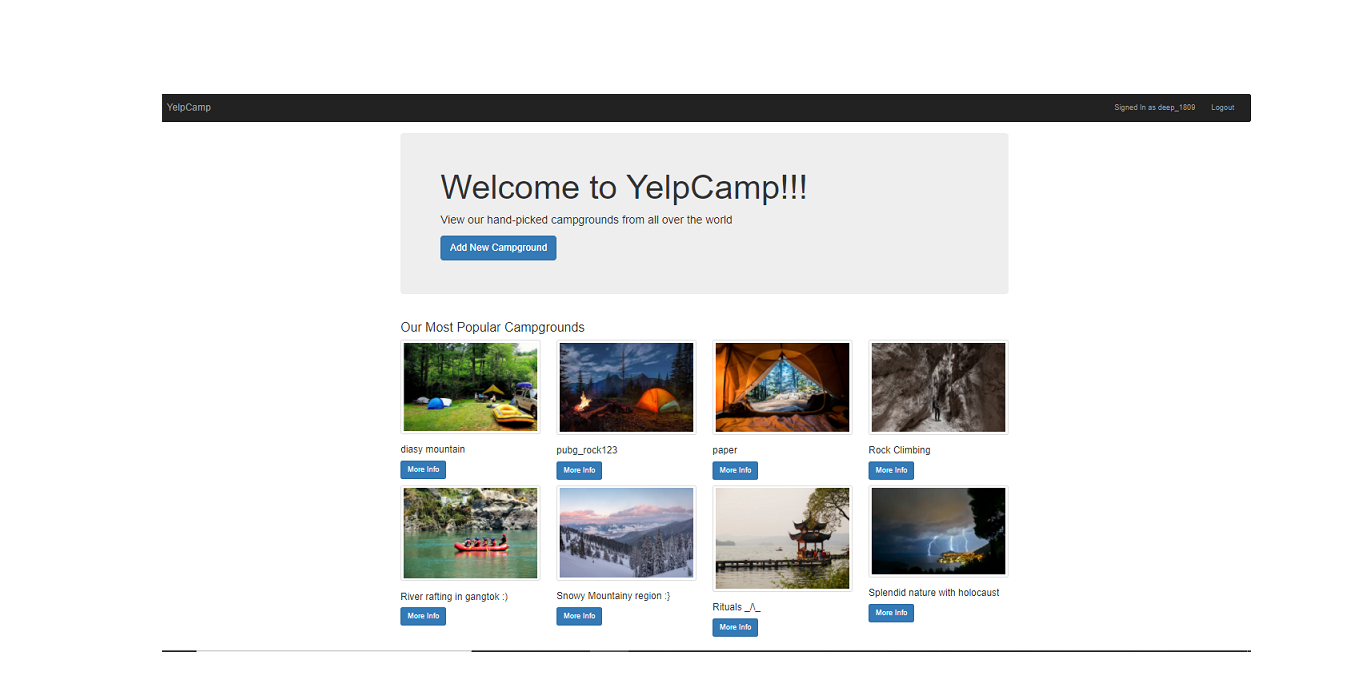 YelpCamp
Signed In as deep_1809
Logout
Welcome to YelpCamp!!!
View our hand-picked campgrounds from all over the world
Add New Campground
Our Most Popular Campgrounds
diasy mountain
More Info
pubg_rock123
More Info
paper
More Info
Rock Climbing
More Info
River rafting in gangtok :)
More Info
Snowy Mountainy region :}
More Info
Rituals _/\_
More Info
Splendid nature with holocaust
More Info